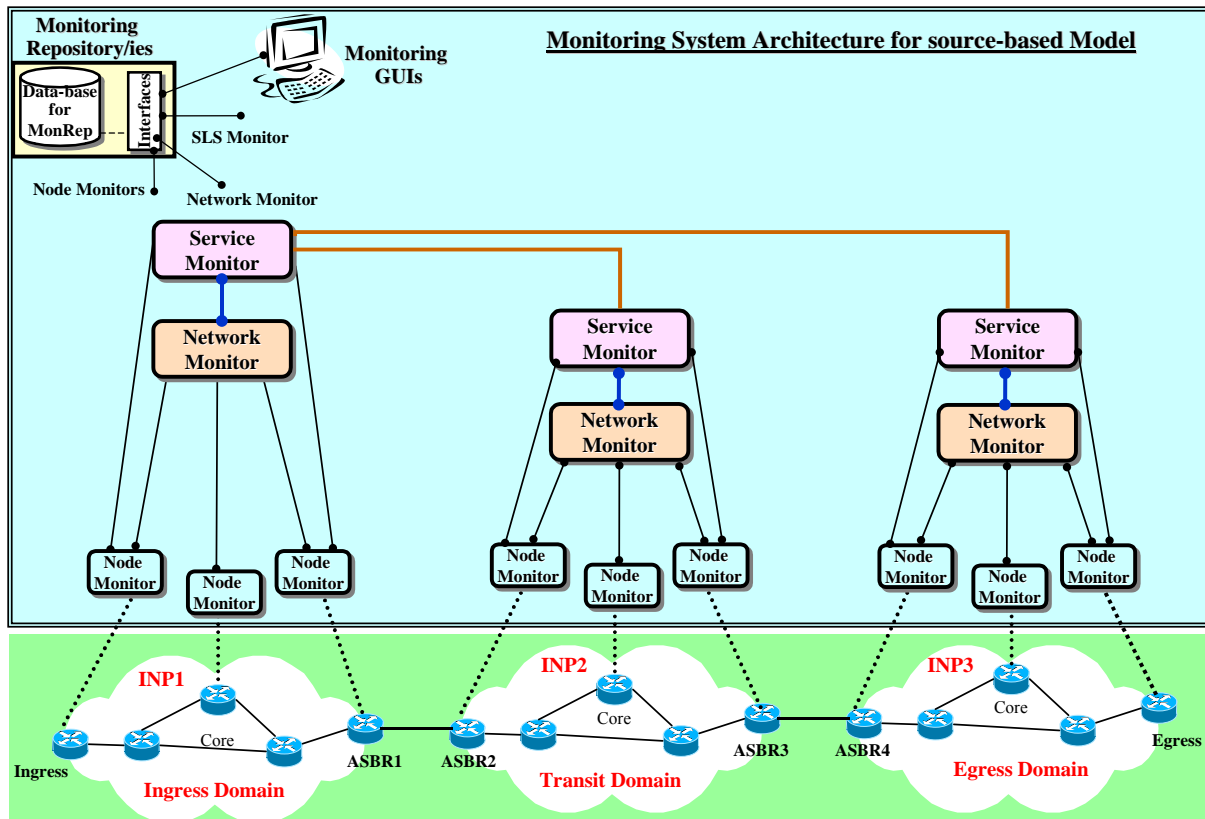 Monitoring
Repository/ies
Data-base
for
MonRep
Interfaces
Monitoring
GUIs
Monitoring System Architecture for source-based Model
SLS Monitor
Node Monitors
Network Monitor
Service
Monitor
Network
Monitor
Service
Monitor
Network
Monitor
Service
Monitor
Network
Monitor
Node
Monitor
Node
Monitor
Node
Monitor
Node
Monitor
Node
Monitor
Node
Monitor
Node
Monitor
Node
Monitor
Node
Monitor
INP1
INP2
INP3
Core
Core
Core
Ingress
ASBR1
ASBR2
ASBR3
ASBR4
Egress
Ingress Domain
Transit Domain
Egress Domain